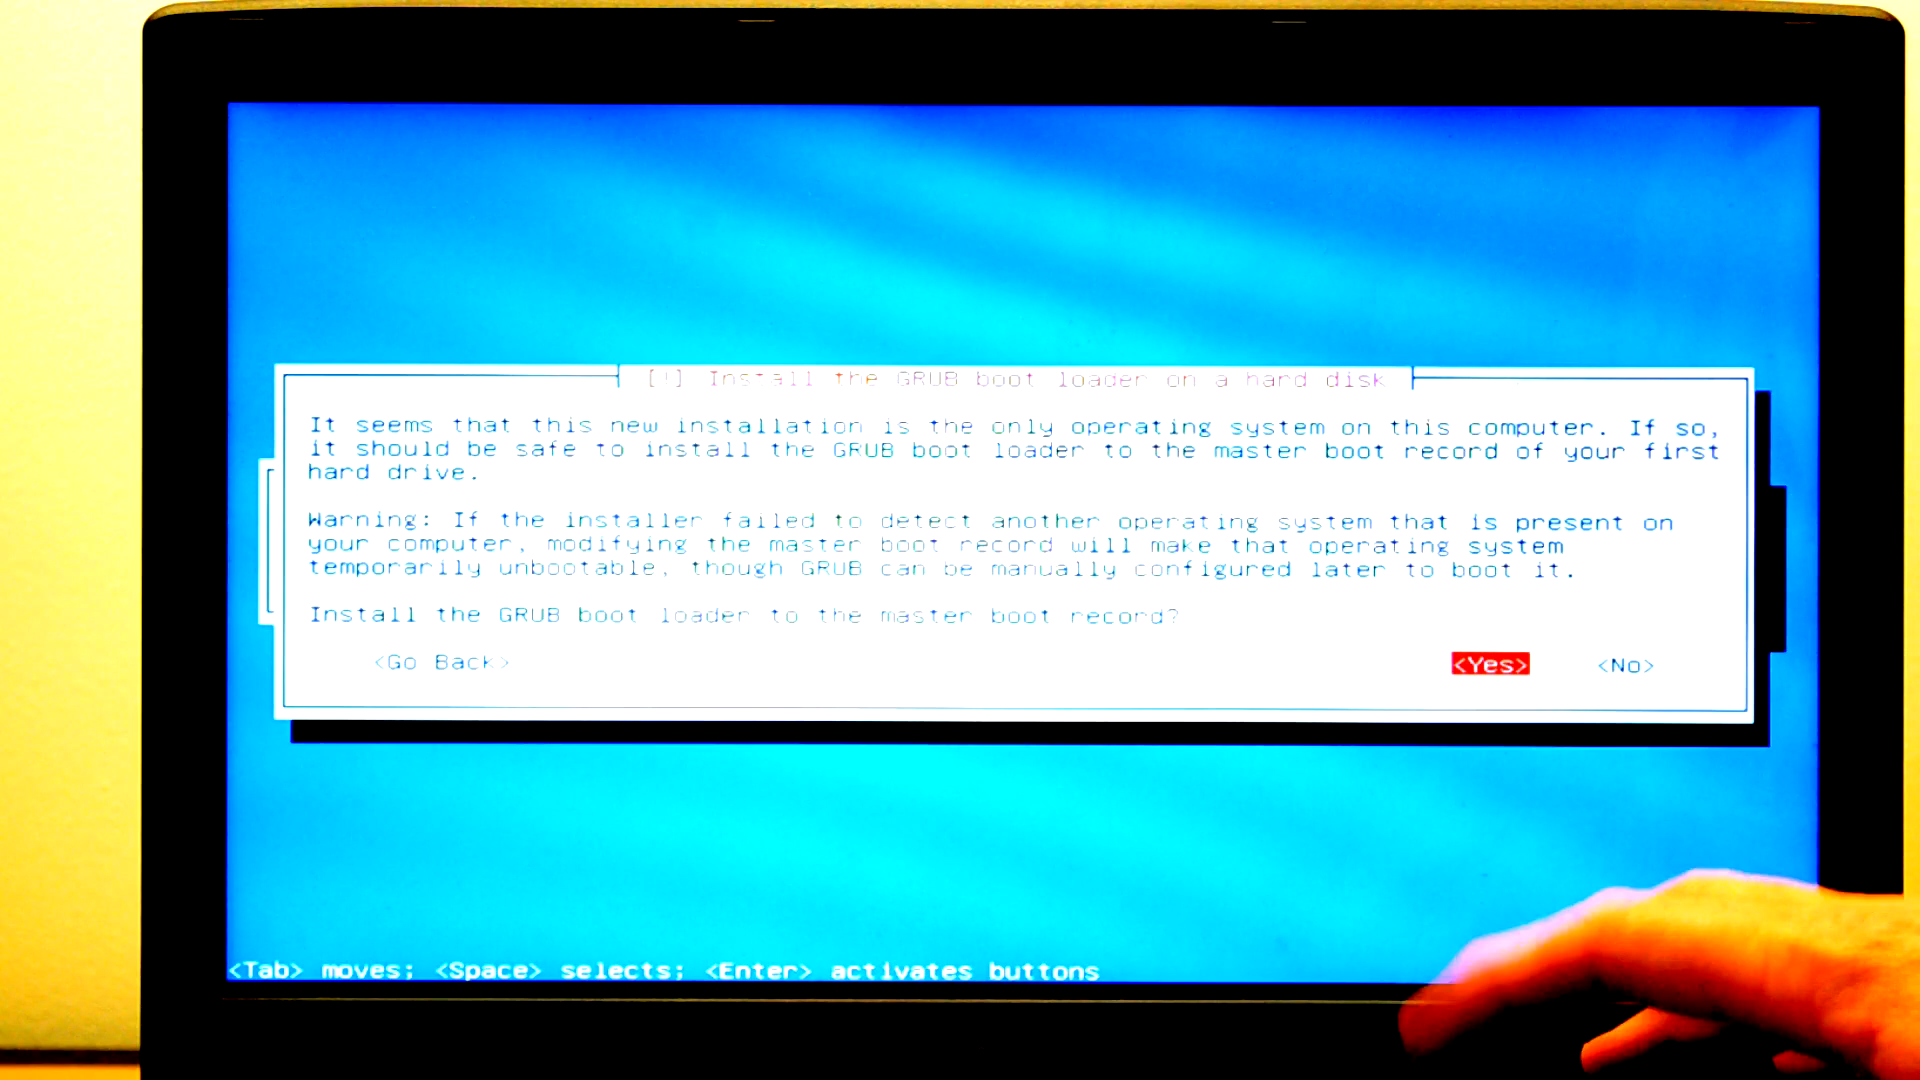 [!] Install the GRUB boot loader on a hard disk
It seems that this new installation is the only operating system on this computer. If so,
it should be safe to install the GRUB boot loader to the master boot record of your first
hard drive.
Warning: If the installer failed to detect another operating system that is present on
your computer, modifying the master boot record will make that operating system
temporarily unbootable, though GRUB can be manually configured later to boot it.
Install the GRUB boot loader to the master boot record?
<Go Back> <Yes> <No>
<Tab> moves; <Space> selects; <Enter> activates buttons